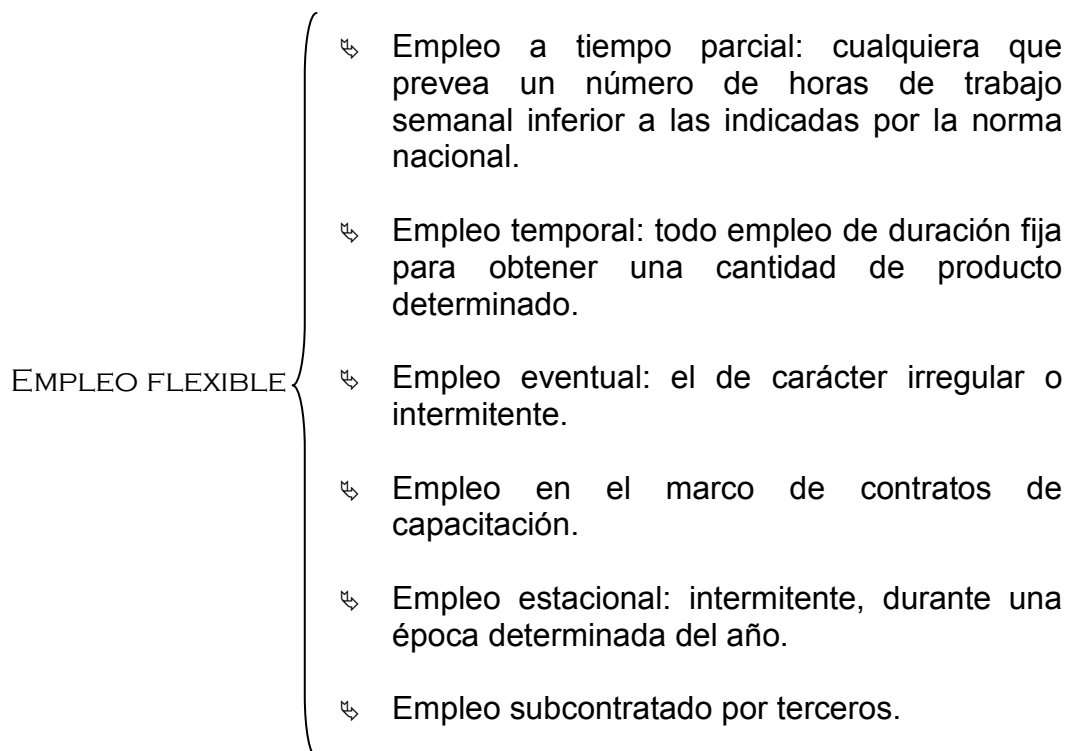 Empleo a tiempo parcial: cualquiera que
prevea un número de horas de trabajo
semanal inferior a las indicadas por la norma
nacional.
Empleo temporal: todo empleo de duración fija
para obtener una cantidad de producto
determinado.
EMPLEO FLEXIBLE
Empleo eventual: el de carácter irregular o
intermitente.
Empleo en el marco de contratos de
capacitación.
Empleo estacional: intermitente, durante una
época determinada del año.
Empleo subcontratado por terceros.